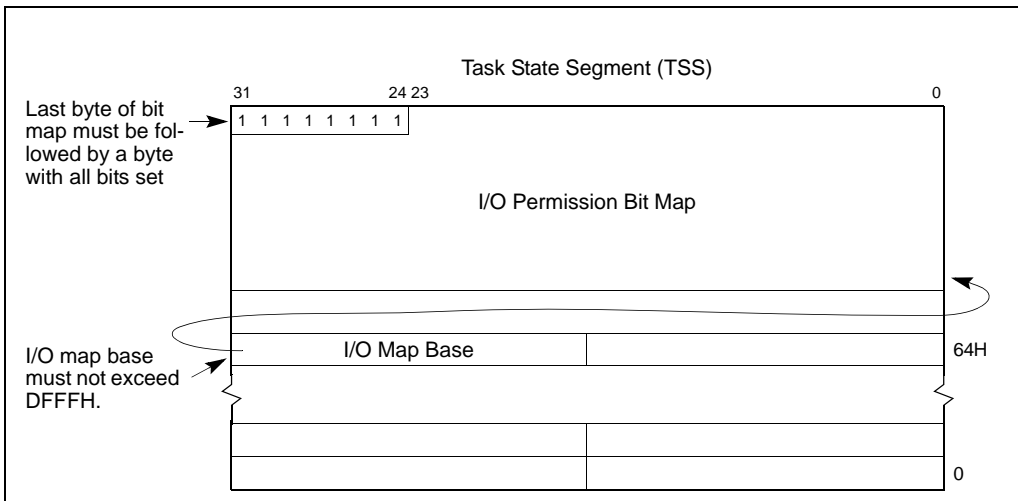 Task State Segment (TSS)
31 24 23 0
Last byte of bit
map must be fol-
lowed by a byte
with all bits set
1 1 1 1 1 1 1 1
I/O Permission Bit Map
I/O map base
must not exceed
DFFFH.
I/O Map Base
64H
0